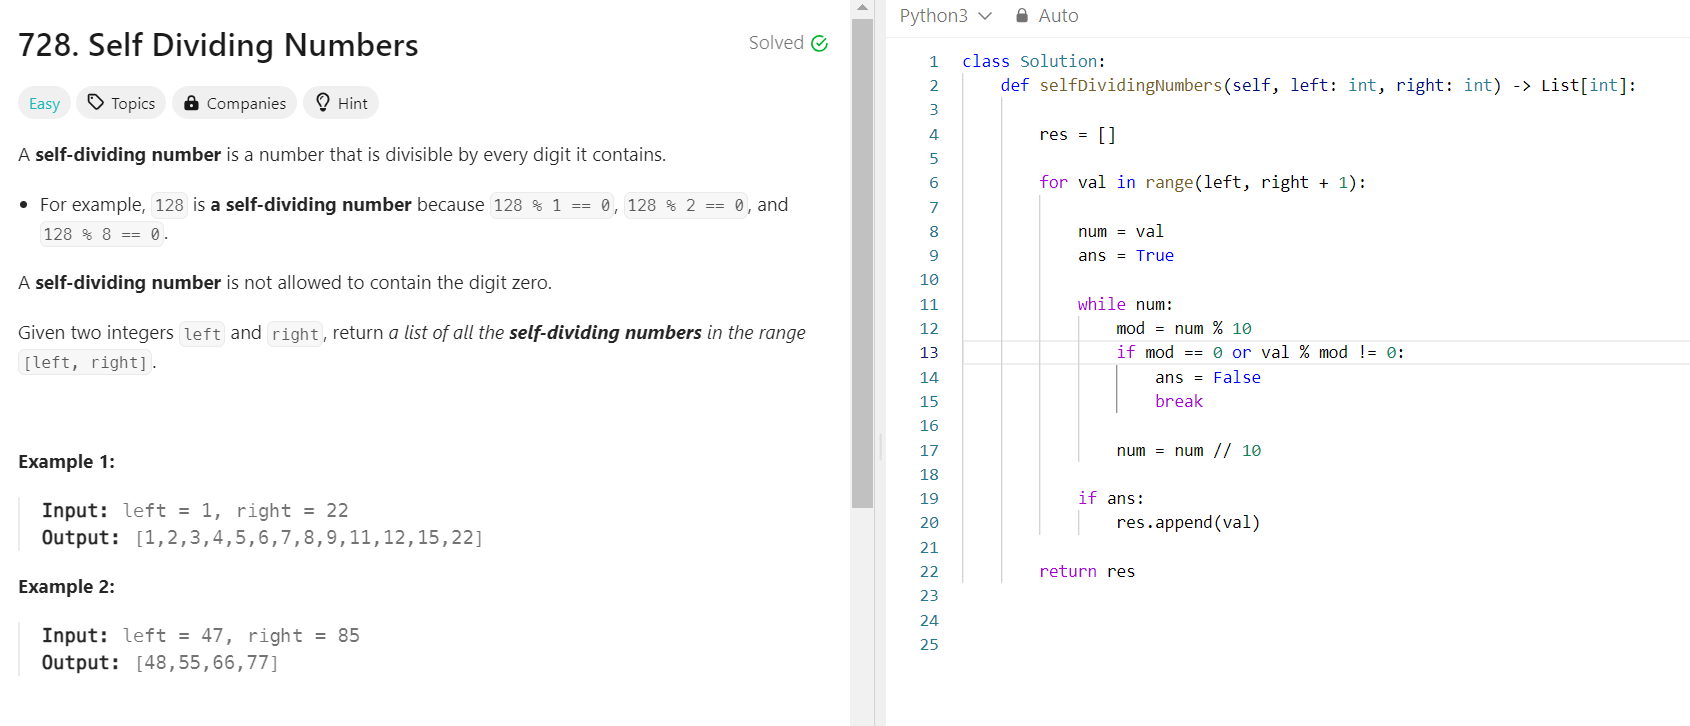 728. Self Dividing Numbers
Solved
Easy
Topics
Companies
Hint
A self-dividing number is a number that is divisible by every digit it contains.
• For example, 128 is a self-dividing number because 128 % 1 == 0, 128 % 2 == 0, and
128 % 8 == 0.
A self-dividing number is not allowed to contain the digit zero.
Given two integers left and right, return a list of all the self-dividing numbers in the range
[left, right].
Example 1:
Input: left = 1, right = 22
Output: [1,2,3,4,5,6,7,8,9,11,12,15,22]
Example 2:
Input: left = 47, right = 85
Output: [48,55,66,77]
Python3
Auto
1 class Solution:
2     def selfDividingNumbers(self, left: int, right: int) -> List[int]:
3
4         res = []
5
6         for val in range(left, right + 1):
7
8             num = val
9             ans = True
10
11             while num:
12                 mod = num % 10
13                 if mod == 0 or val % mod != 0:
14                     ans = False
15                     break
16
17                 num = num // 10
18
19             if ans:
20                 res.append(val)
21
22         return res
23
24
25